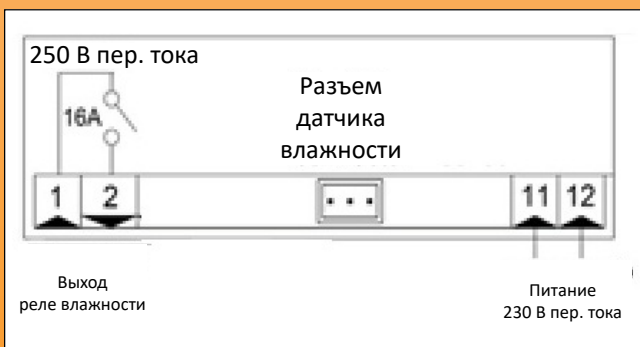 250 В пер. тока
16A
Разъем
датчика
влажности
1 2 11 12
Выход
реле влажности
Питание
230 В пер. тока